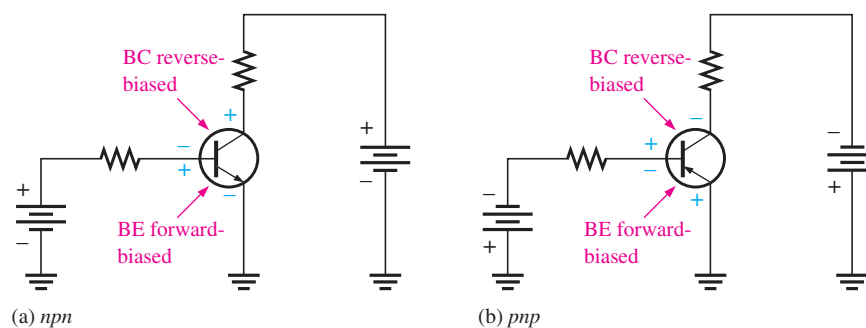 BC reverse-
biased
+
−
+
−
+
−
+
−
BE forward-
biased
(a) npn
BC reverse-
biased
−
+
−
+
−
+
−
+
BE forward-
biased
(b) pnp